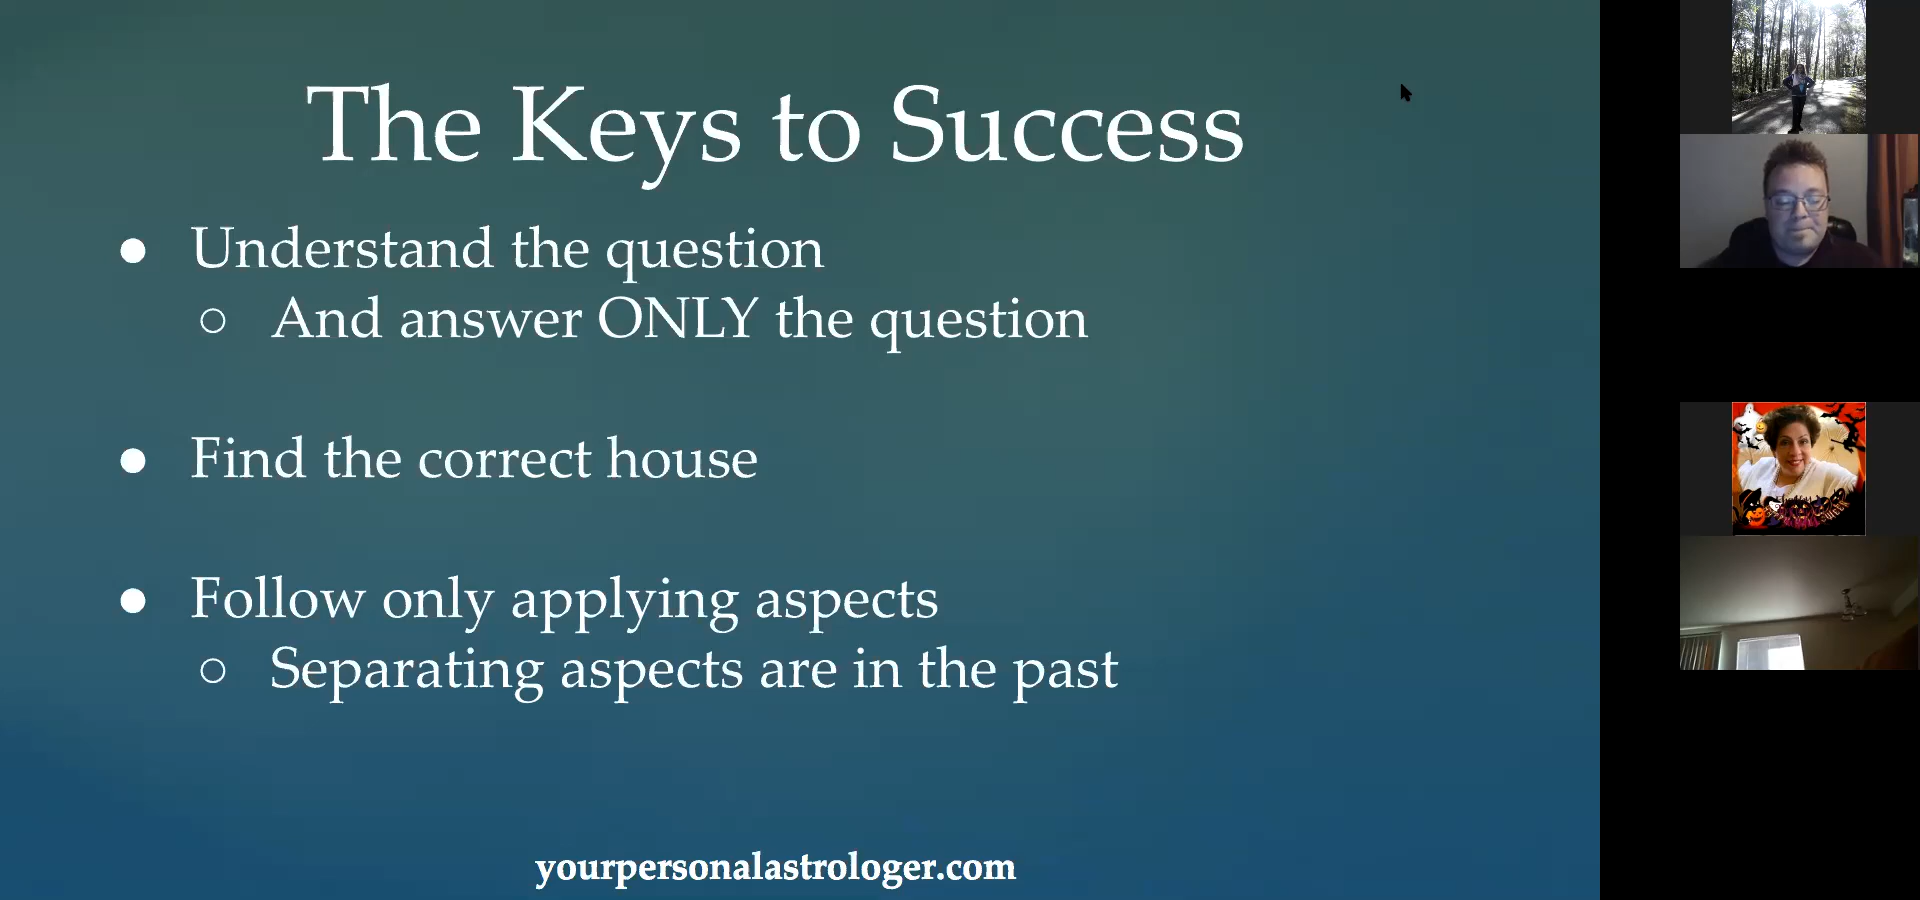 The Keys to Success
● Understand the question
○ And answer ONLY the question
● Find the correct house
● Follow only applying aspects
○ Separating aspects are in the past
yourpersonalastrologer.com